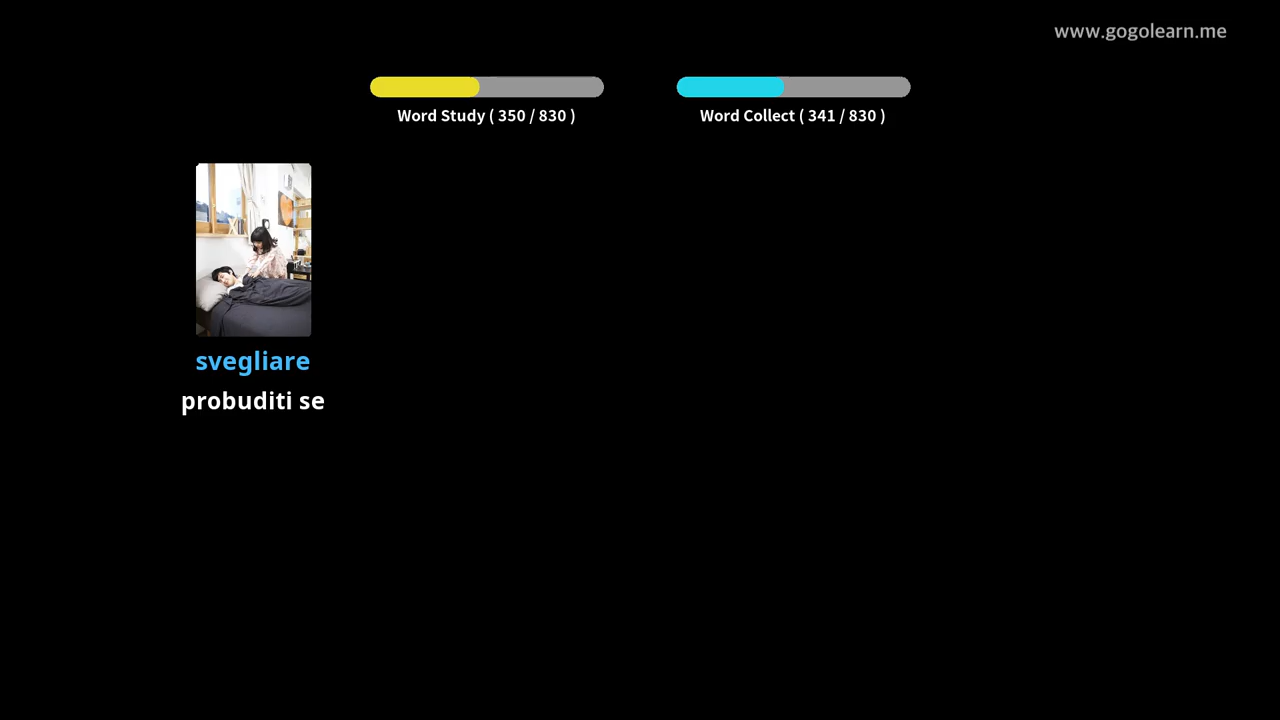 www.gogolearn.me
Word Study ( 350 / 830 )
Word Collect ( 341 / 830 )
svegliare
probuditi se